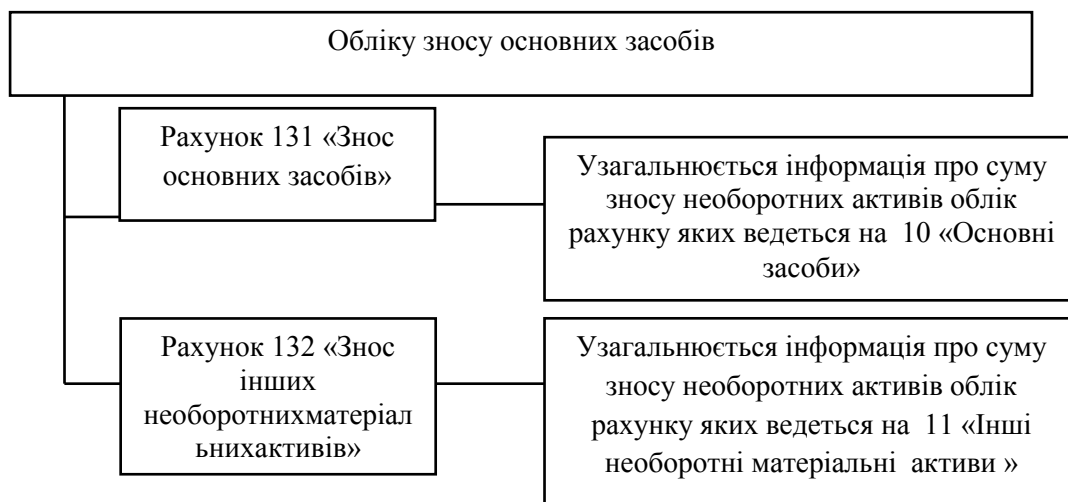 Обліку зносу основних засобів
Рахунок 131 «Знос
основних засобів»
Узагальнюється інформація про суму
зносу необоротних активів облік
рахунку яких ведеться на 10 «Основні
засоби»
Рахунок 132 «Знос
інших
необоротнихматеріал
ьнихактивів»
Узагальнюється інформація про суму
зносу необоротних активів облік
рахунку яких ведеться на 11 «Інші
необоротні матеріальні активи »